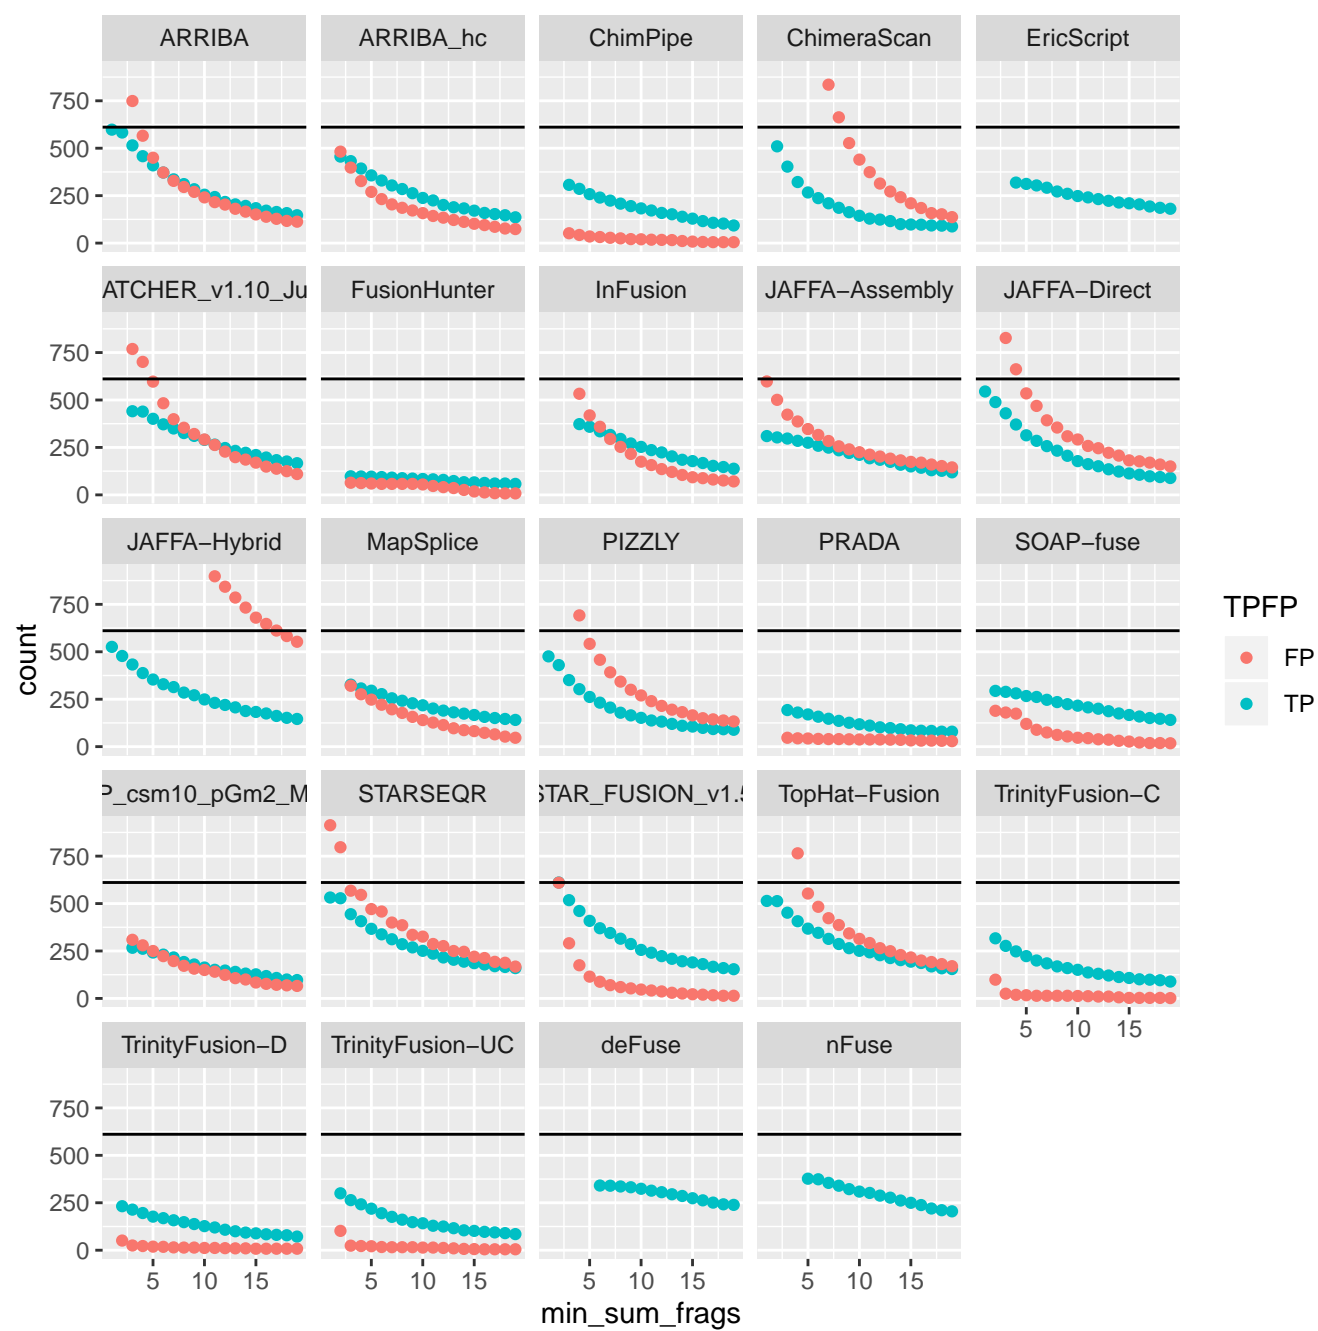 ARRIBA ARRIBA_hc ChimPipe ChimeraScan EricScript
750
500
250
0
ATCHER_v1.10_Ju FusionHunter InFusion JAFFA−Assembly JAFFA−Direct
750
500
250
0
JAFFA−Hybrid MapSplice PIZZLY PRADA SOAP−fuse
750
500
250
0
count
TPFP
FP
TP
P_csm10_pGm2_M STARSEQR STAR_FUSION_v1.5 TopHat−Fusion TrinityFusion−C
750
500
250
0
5 10 15
TrinityFusion−D TrinityFusion−UC deFuse nFuse
750
500
250
0
5 10 15 5 10 15 5 10 15 5 10 15
min_sum_frags